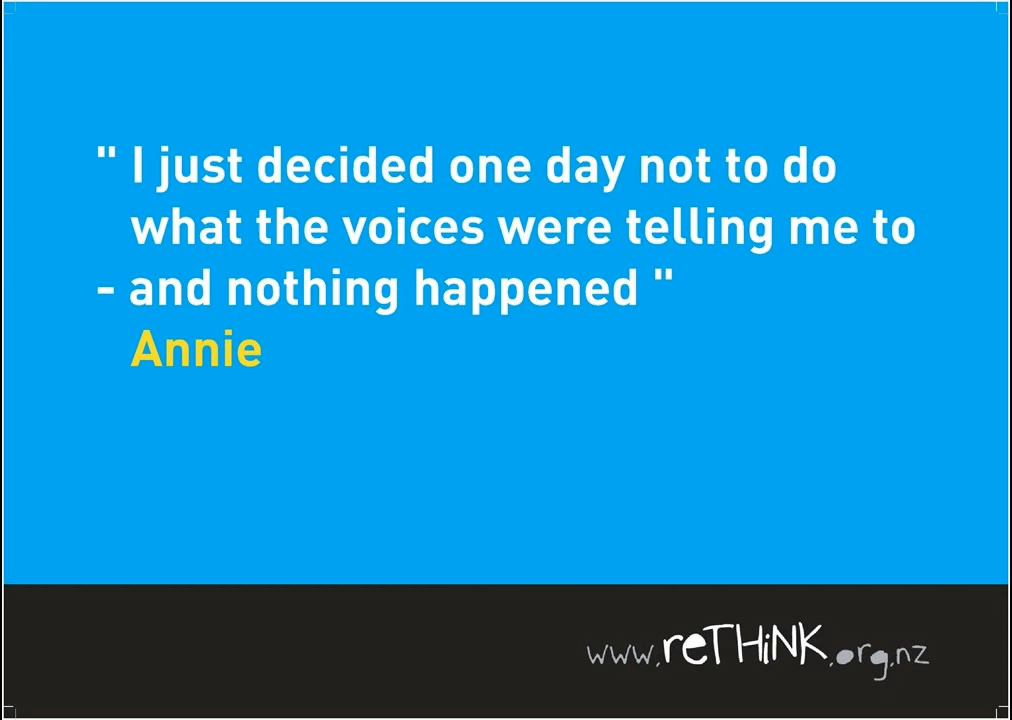 " I just decided one day not to do
what the voices were telling me to
- and nothing happened "
Annie
www.reTHiNK.org.nz